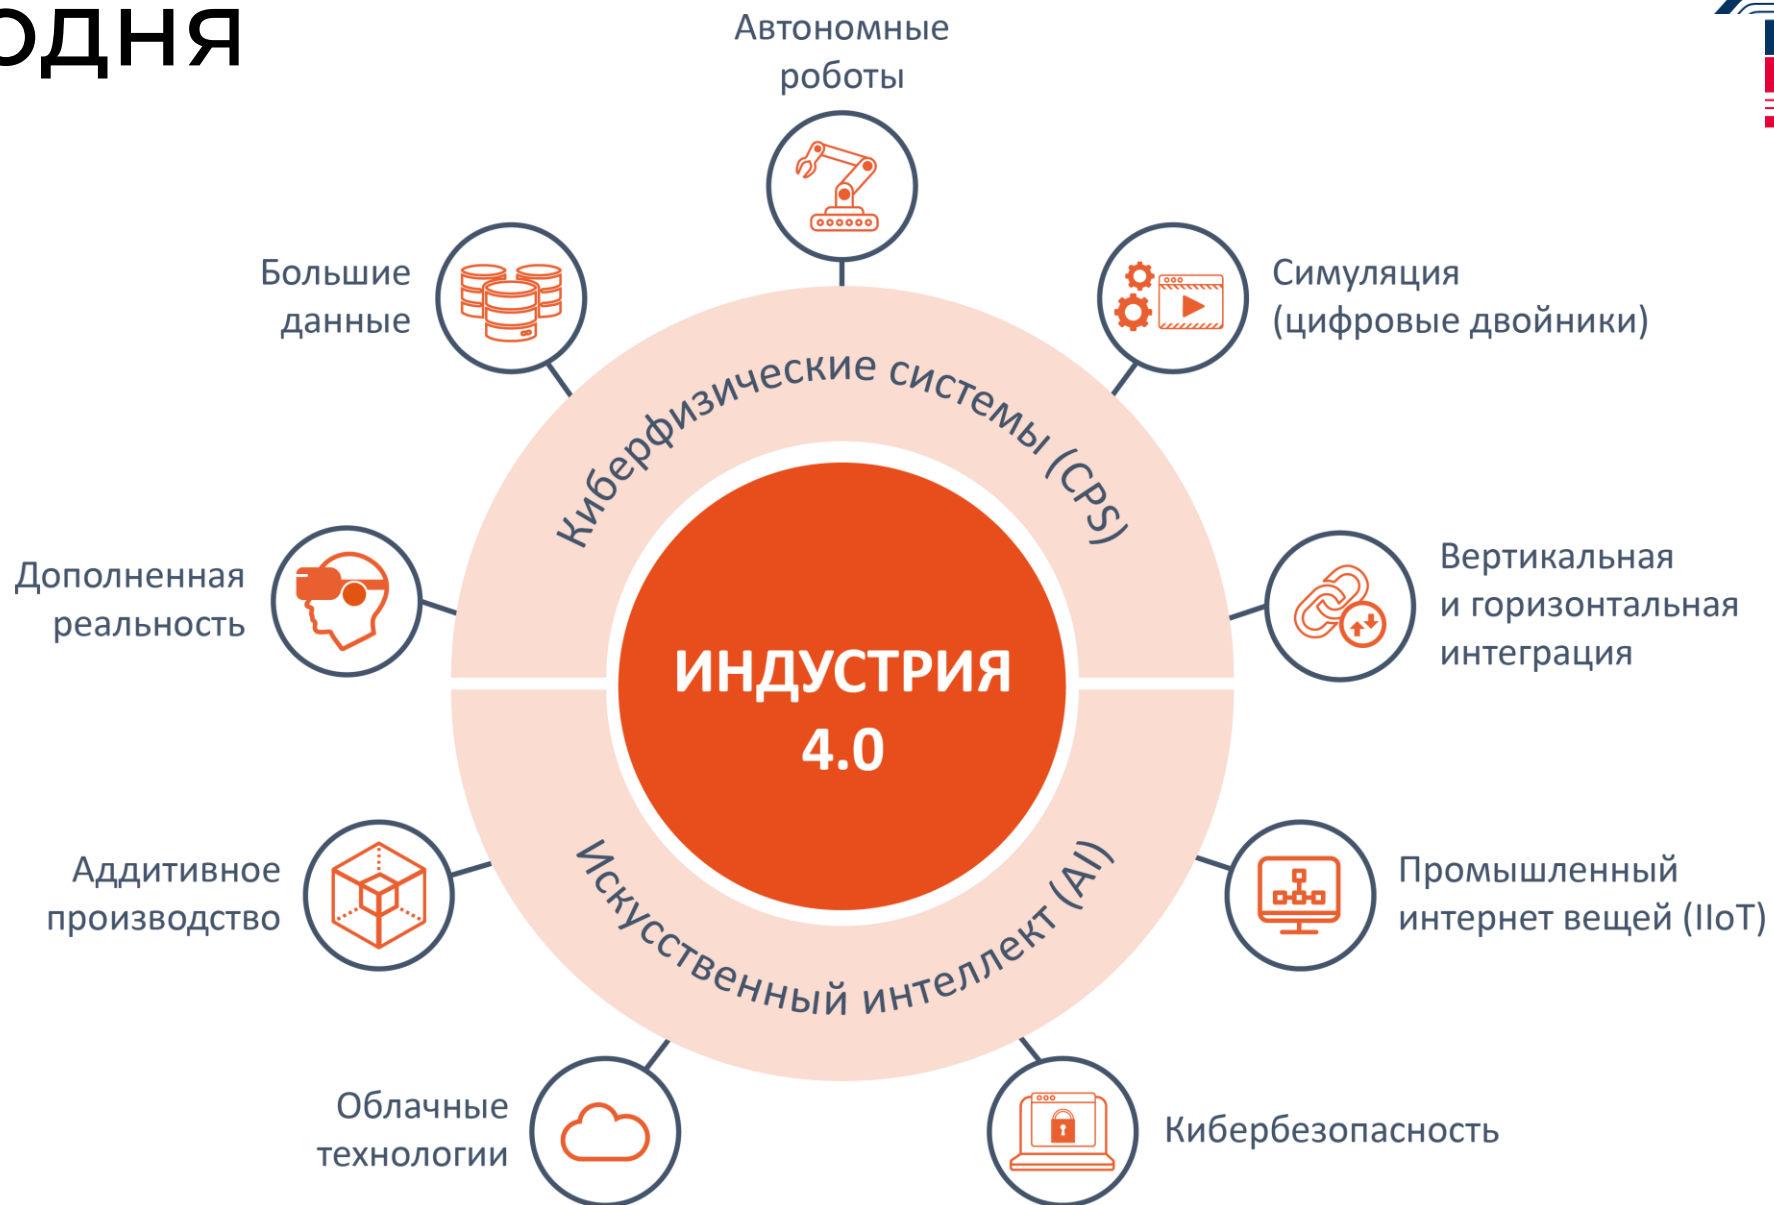 Автономные
роботы
Большие
данные
Симуляция
(цифровые двойники)
Киберфизические системы (CPS)
Дополненная
реальность
Вертикальная
и горизонтальная
интеграция
ИНДУСТРИЯ
4.0
Аддитивное
производство
Промышленный
интернет вещей (IIoT)
Искусственный интеллект (AI)
Облачные
технологии
Кибербезопасность